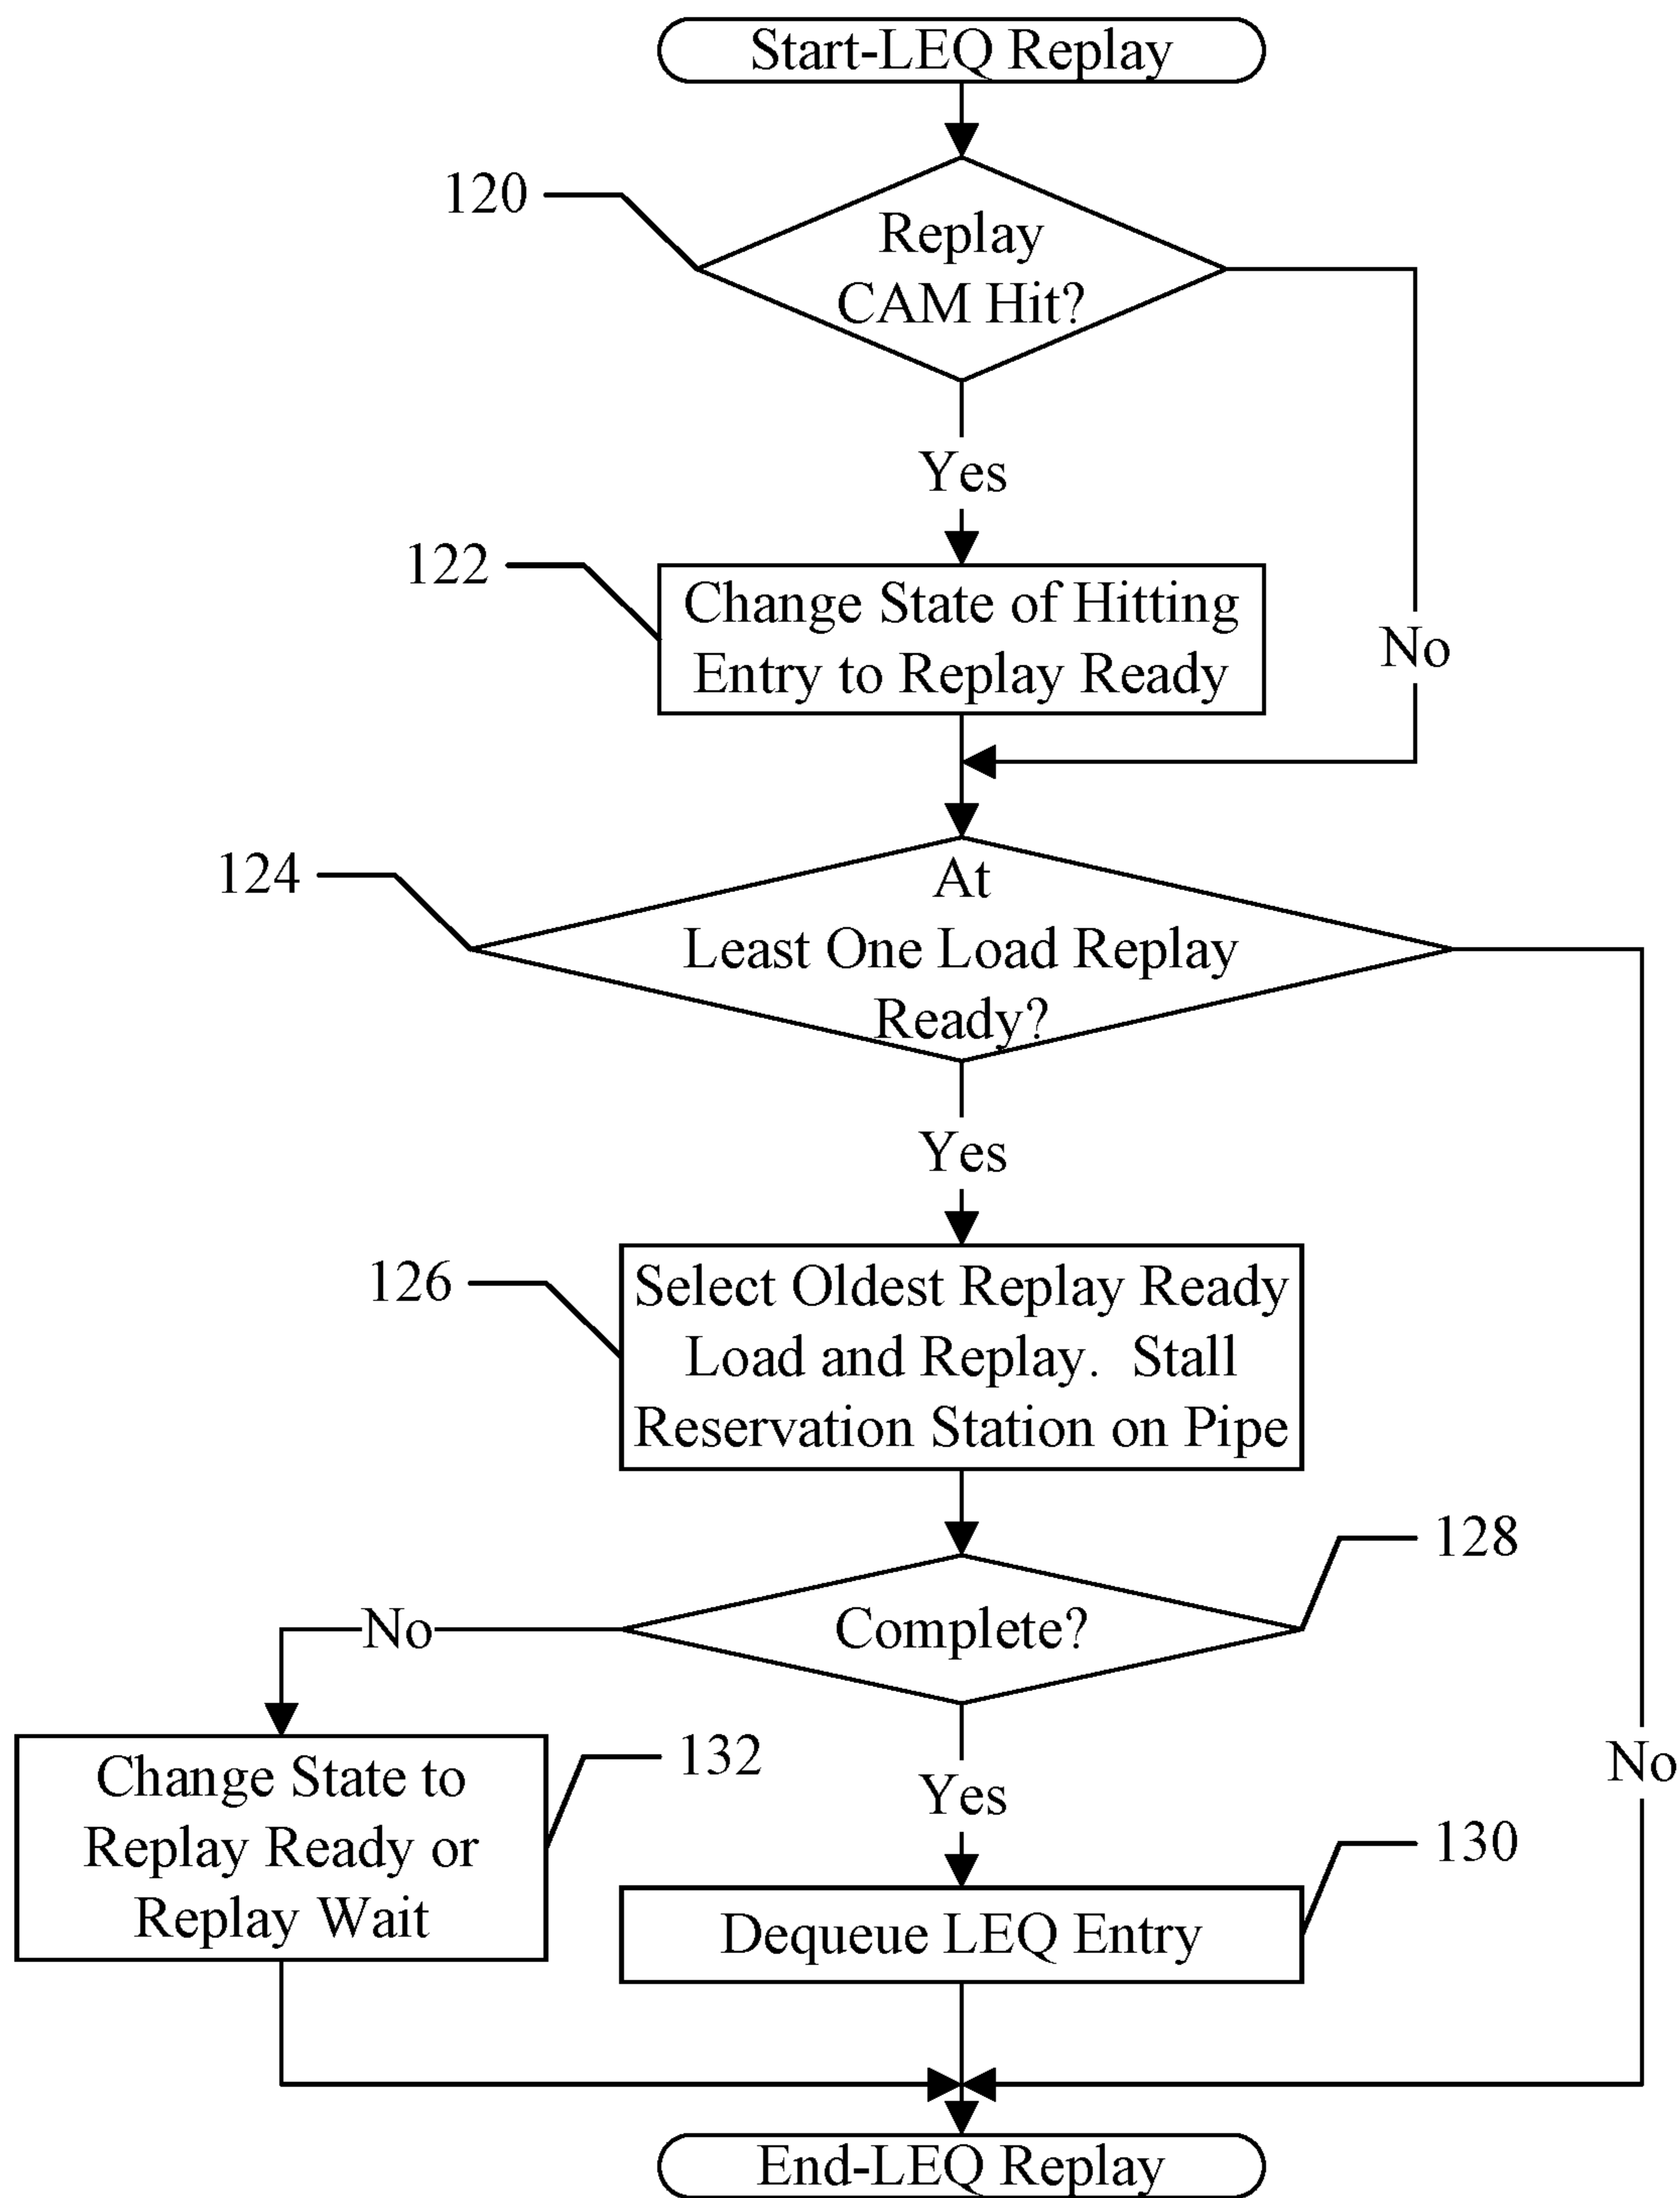 Start-LEQ Replay
120
Replay
CAM Hit?
Yes
122
Change State of Hitting
Entry to Replay Ready
No
124
At
Least One Load Replay
Ready?
Yes
126
Select Oldest Replay Ready
Load and Replay.  Stall
Reservation Station on Pipe
128
Complete?
No
132
Change State to
Replay Ready or
Replay Wait
Yes
No
130
Dequeue LEQ Entry
End-LEQ Replay